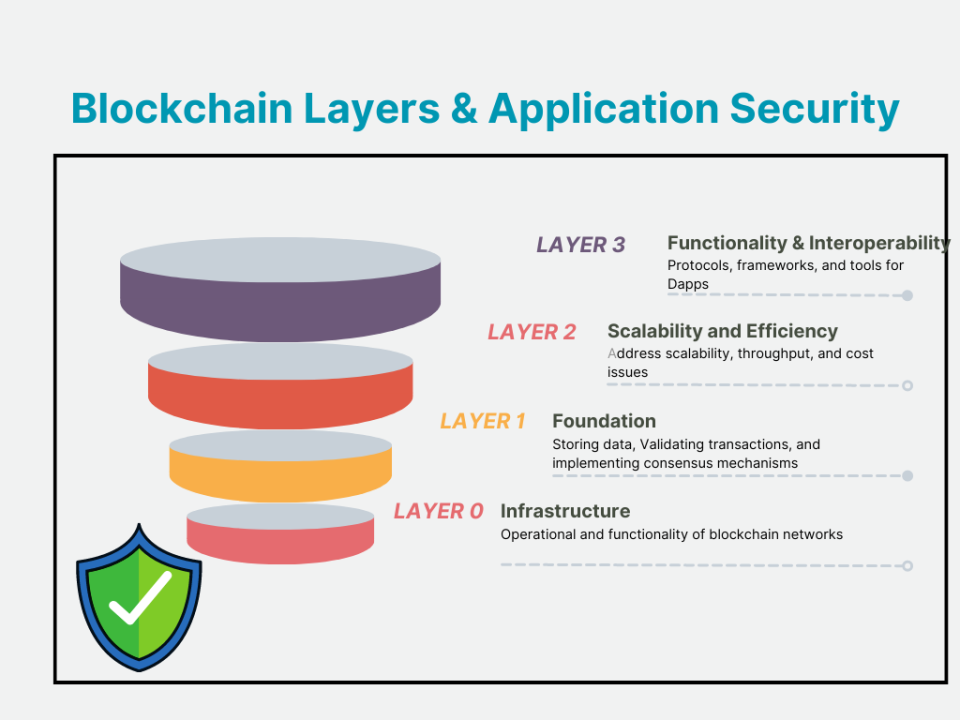 Blockchain Layers & Application Security
LAYER 3
Functionality & Interoperability
Protocols, frameworks, and tools for
Dapps
LAYER 2
Scalability and Efficiency
Address scalability, throughput, and cost
issues
LAYER 1
Foundation
Storing data, Validating transactions, and
implementing consensus mechanisms
LAYER 0
Infrastructure
Operational and functionality of blockchain networks